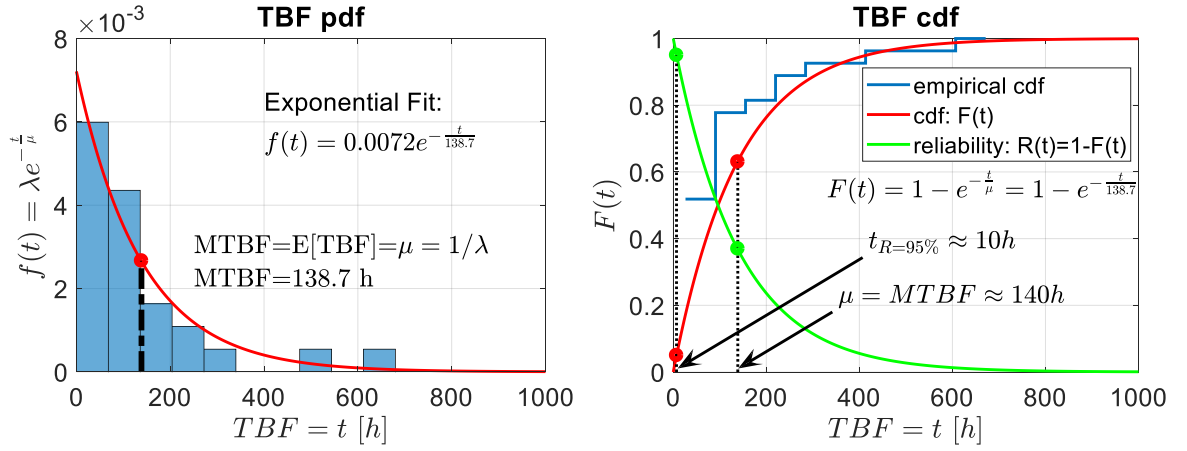 TBF pdf
×10⁻³
8
6
4
2
0
f(t) = λe^{-t/μ}
Exponential Fit:
f(t) = 0.0072e^{-t/138.7}
MTBF=E[TBF]=μ = 1/λ
MTBF=138.7 h
0 200 400 600 800 1000
TBF = t [h]
TBF cdf
1
0.8
0.6
0.4
0.2
0
F(t)
empirical cdf
cdf: F(t)
reliability: R(t)=1-F(t)
F(t) = 1 − e^{-t/μ} = 1 − e^{-t/138.7}
t_{R=95%} ≈ 10h
μ = MTBF ≈ 140h
0 200 400 600 800 1000
TBF = t [h]